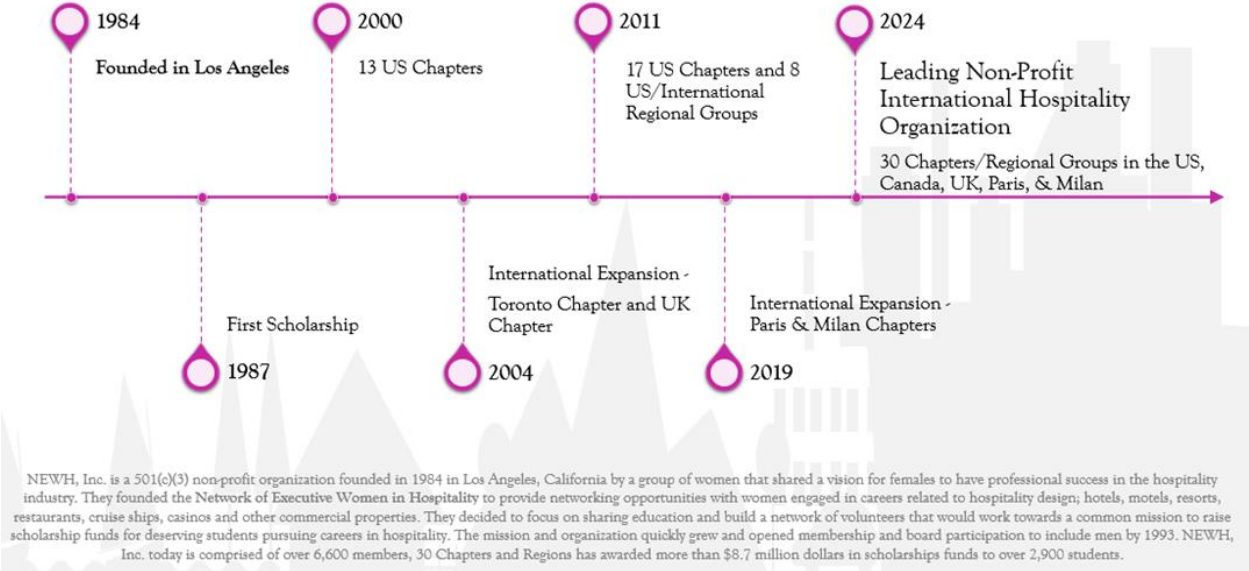 1984
Founded in Los Angeles
1987
First Scholarship
2000
13 US Chapters
2004
International Expansion -
Toronto Chapter and UK
Chapter
2011
17 US Chapters and 8
US/International
Regional Groups
2019
International Expansion -
Paris & Milan Chapters
2024
Leading Non-Profit
International Hospitality
Organization
30 Chapters/Regional Groups in the US,
Canada, UK, Paris, & Milan
NEWH, Inc. is a 501(c)(3) non-profit organization founded in 1984 in Los Angeles, California by a group of women that shared a vision for females to have professional success in the hospitality
industry. They founded the Network of Executive Women in Hospitality to provide networking opportunities with women engaged in careers related to hospitality design; hotels, motels, resorts,
restaurants, cruise ships, casinos and other commercial properties. They decided to focus on sharing education and build a network of volunteers that would work towards a common mission to raise
scholarship funds for deserving students pursuing careers in hospitality. The mission and organization quickly grew and opened membership and board participation to include men by 1993. NEWH,
Inc. today is comprised of over 6,600 members, 30 Chapters and Regions has awarded more than $8.7 million dollars in scholarships funds to over 2,900 students.